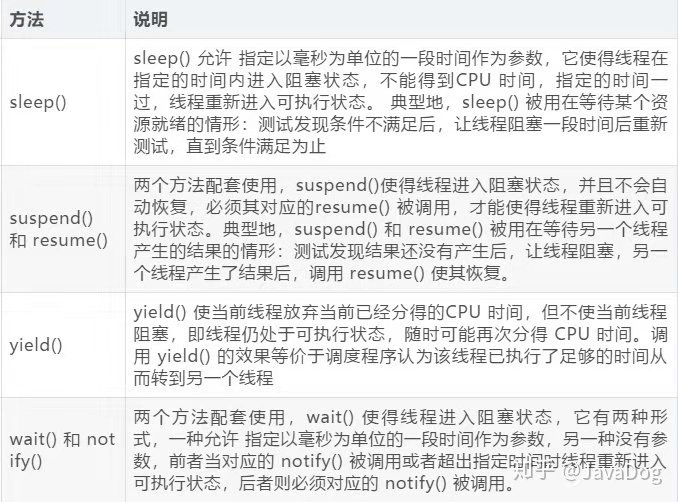 方法 说明
sleep() 允许 指定以毫秒为单位的一段时间作为参数，它使得线程在
指定的时间内进入阻塞状态，不能得到CPU 时间，指定的时间一
sleep() 过，线程重新进入可执行状态。 典型地，sleep() 被用在等待某个资
源就绪的情形：测试发现条件不满足后，让线程阻塞一段时间后重新
测试，直到条件满足为止
两个方法配套使用，suspend()使得线程进入阻塞状态，并且不会自
动恢复，必须其对应的resume() 被调用，才能使得线程重新进入可
suspend() 执行状态。典型地，suspend() 和 resume() 被用在等待另一个线程
和 resume() 产生的结果的情形：测试发现结果还没有产生后，让线程阻塞，另一
个线程产生了结果后，调用 resume() 使其恢复。
yield() 使当前线程放弃当前已经分得的CPU 时间，但不使当前线程
阻塞，即线程仍处于可执行状态，随时可能再次分得 CPU 时间。调
yield() 用 yield() 的效果等价于调度程序认为该线程已执行了足够的时间从
而转到另一个线程
两个方法配套使用，wait() 使得线程进入阻塞状态，它有两种形
wait() 和 not 式，一种允许 指定以毫秒为单位的一段时间作为参数，另一种没有参
ify() 数，前者当对应的 notify() 被调用或者超出指定时间时线程重新进入
可执行状态，后者则必须对应的 notify() 被调用。
知乎 @JavaDog